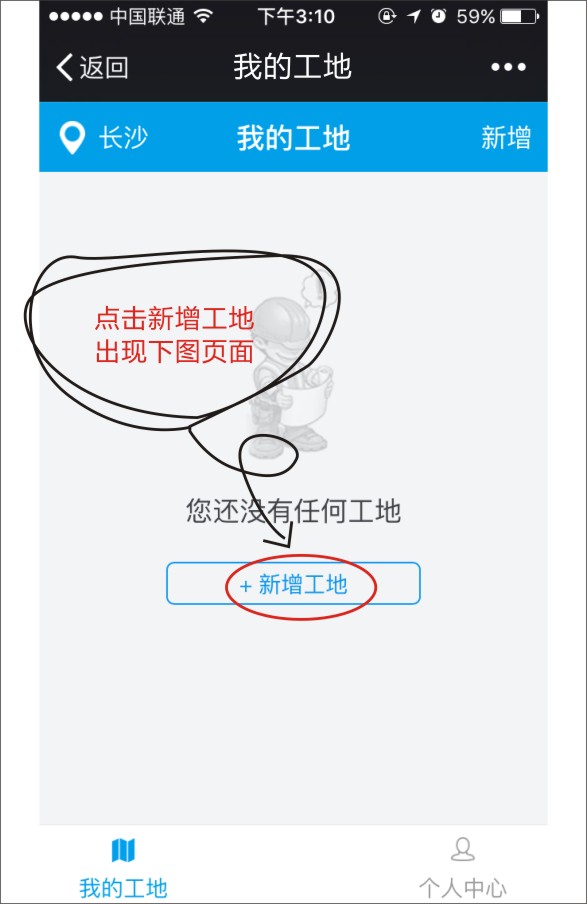 中国联通 下午3:10 59%
返回 我的工地
长沙 我的工地 新增
点击新增工地
出现下图页面
您还没有任何工地
+ 新增工地
我的工地 个人中心